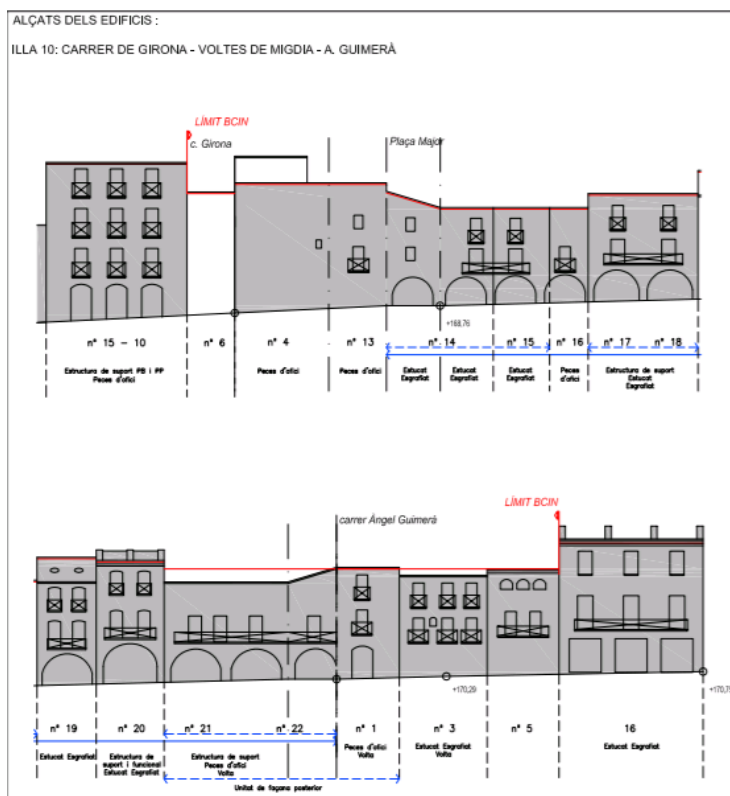 ALÇATS DELS EDIFICIS :
ILLA 10: CARRER DE GIRONA - VOLTES DE MIGDIA - A. GUIMERÀ
LÍMIT BCIN
c. Girona
Plaça Major
+168,76
nº 15 - 10
nº 6
nº 4
nº 13
nº 14
nº 15
nº 16
nº 17
nº 18
Estructura de suport PB i PP
Peces d'ofici
Peces d'ofici
Peces d'ofici
Estucat
Esgrafiat
Estucat
Esgrafiat
Estucat
Esgrafiat
Peces
d'ofici
Estructura de suport
Estucat
Esgrafiat
LÍMIT BCIN
carrer Àngel Guimerà
+170,29
+170,75
nº 19
nº 20
nº 21
nº 22
nº 1
nº 3
nº 5
16
Estucat Esgrafiat
Estructura de
suport i funcional
Estucat Esgrafiat
Estructura de suport
Peces d'ofici
Volta
Peces d'ofici
Volta
Estucat Esgrafiat
Volta
Estucat Esgrafiat
Unitat de façana posterior